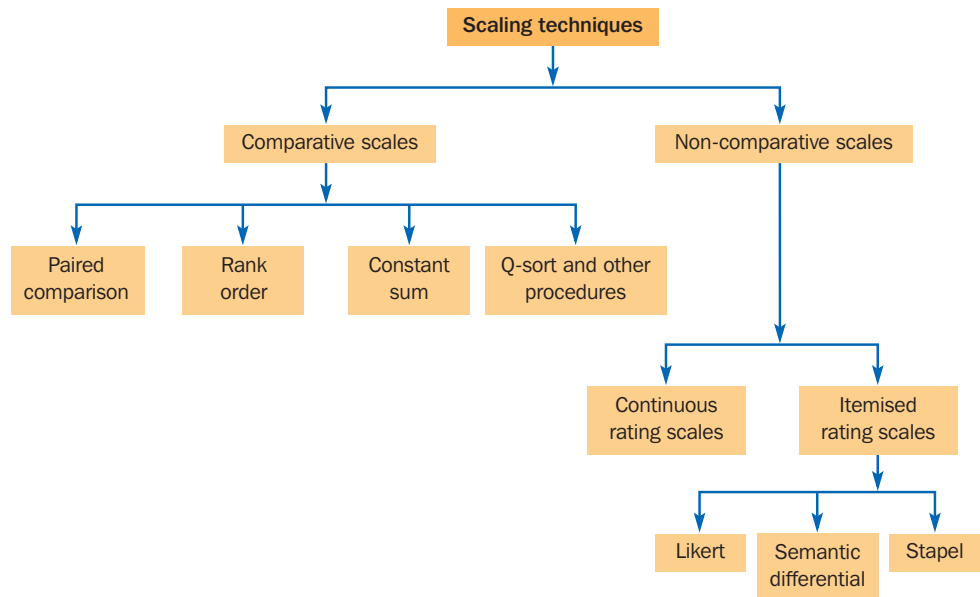 Scaling techniques
Comparative scales
Non-comparative scales
Paired
comparison
Rank
order
Constant
sum
Q-sort and other
procedures
Continuous
rating scales
Itemised
rating scales
Likert
Semantic
differential
Stapel